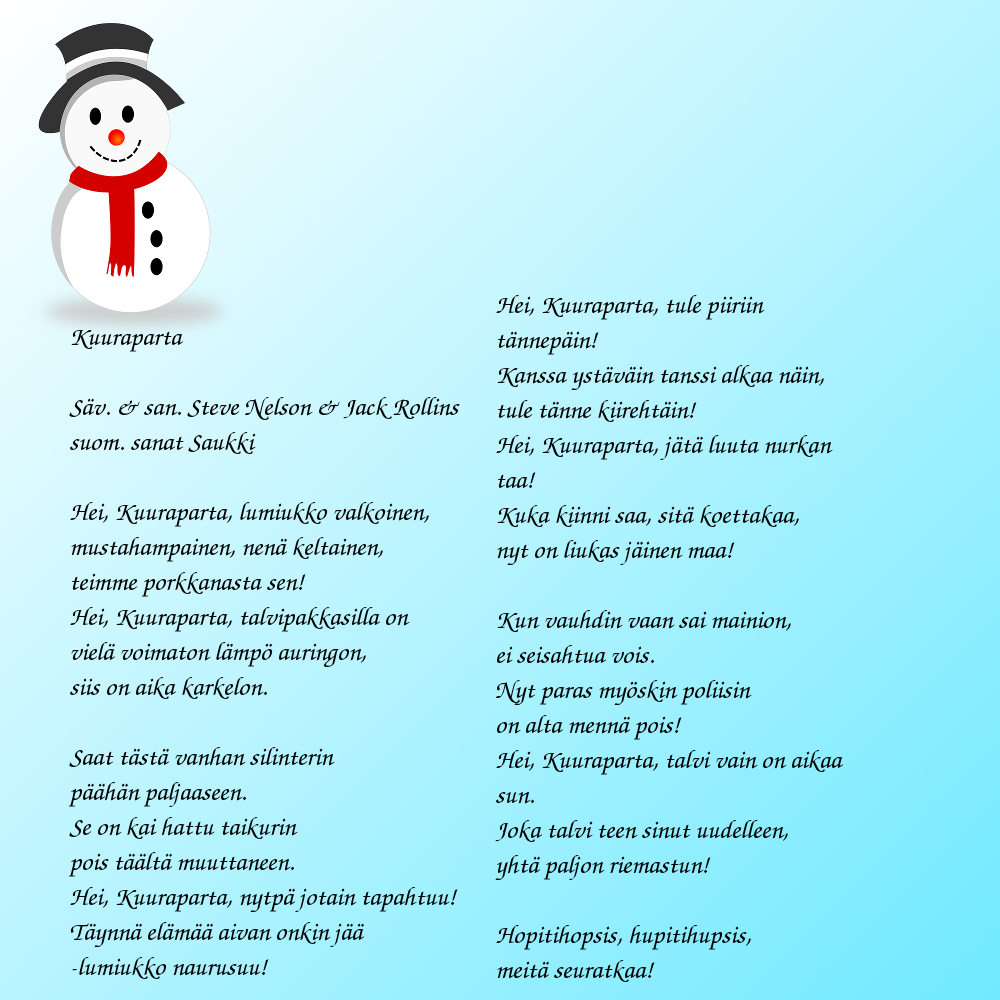 Kuuraparta
Säv. & san. Steve Nelson & Jack Rollins
suom. sanat Saukki
Hei, Kuuraparta, lumiukko valkoinen,
mustahampainen, nenä keltainen,
teimme porkkanasta sen!
Hei, Kuuraparta, talvipakkasilla on
vielä voimaton lämpö auringon,
siis on aika karkelon.
Saat tästä vanhan silinterin
päähän paljaaseen.
Se on kai hattu taikurin
pois täältä muuttaneen.
Hei, Kuuraparta, nytpä jotain tapahtuu!
Täynnä elämää aivan onkin jää
-lumiukko naurusuu!
Hei, Kuuraparta, tule piiriin
tännepäin!
Kanssa ystäväin tanssi alkaa näin,
tule tänne kiirehtäin!
Hei, Kuuraparta, jätä luuta nurkan
taa!
Kuka kiinni saa, sitä koettakaa,
nyt on liukas jäinen maa!
Kun vauhdin vaan sai mainion,
ei seisahtua vois.
Nyt paras myöskin poliisin
on alta mennä pois!
Hei, Kuuraparta, talvi vain on aikaa
sun.
Joka talvi teen sinut uudelleen,
yhtä paljon riemastun!
Hopitihopsis, hupitihupsis,
meitä seuratkaa!